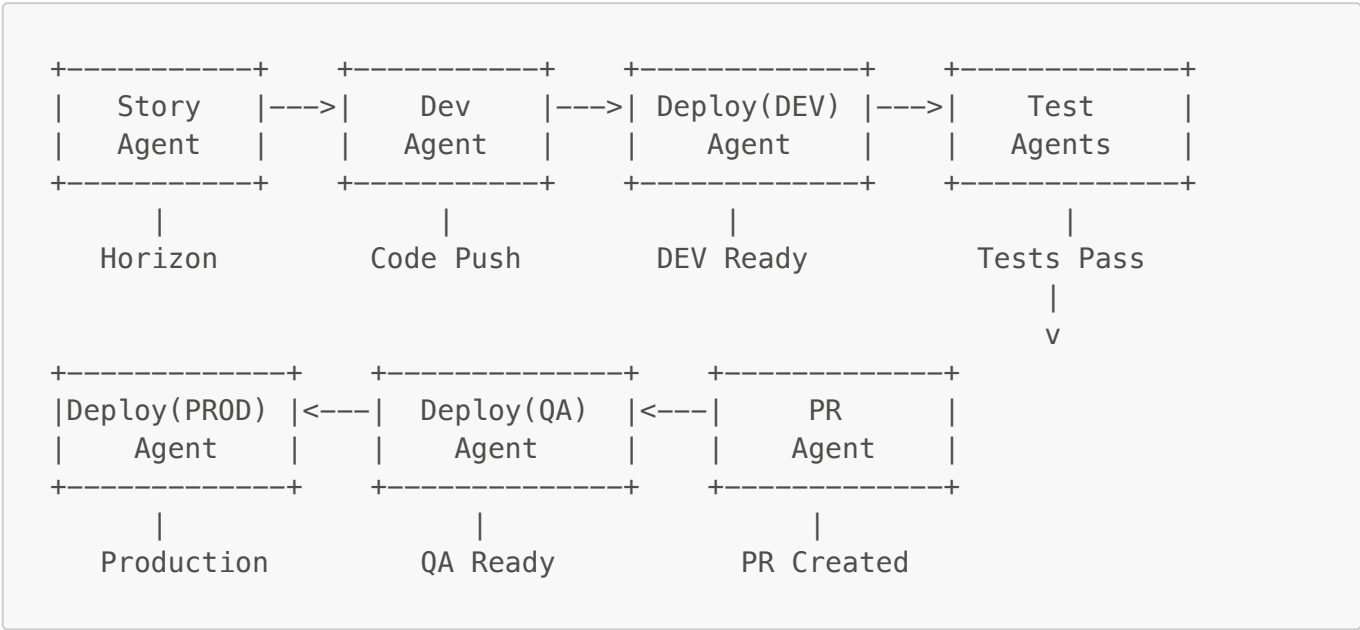 +-----------+    +-----------+    +-------------+    +-------------+
|   Story   |--->|    Dev    |--->| Deploy(DEV) |--->|    Test     |
|   Agent   |    |   Agent   |    |    Agent    |    |   Agents    |
+-----------+    +-----------+    +-------------+    +-------------+
      |                |                |                   |
   Horizon         Code Push        DEV Ready          Tests Pass
                                                           |
                                                           v
+-------------+    +--------------+    +-------------+
|Deploy(PROD) |<---|  Deploy(QA)  |<---|     PR      |
|    Agent    |    |    Agent     |    |    Agent    |
+-------------+    +--------------+    +-------------+
      |                  |                   |
   Production         QA Ready           PR Created